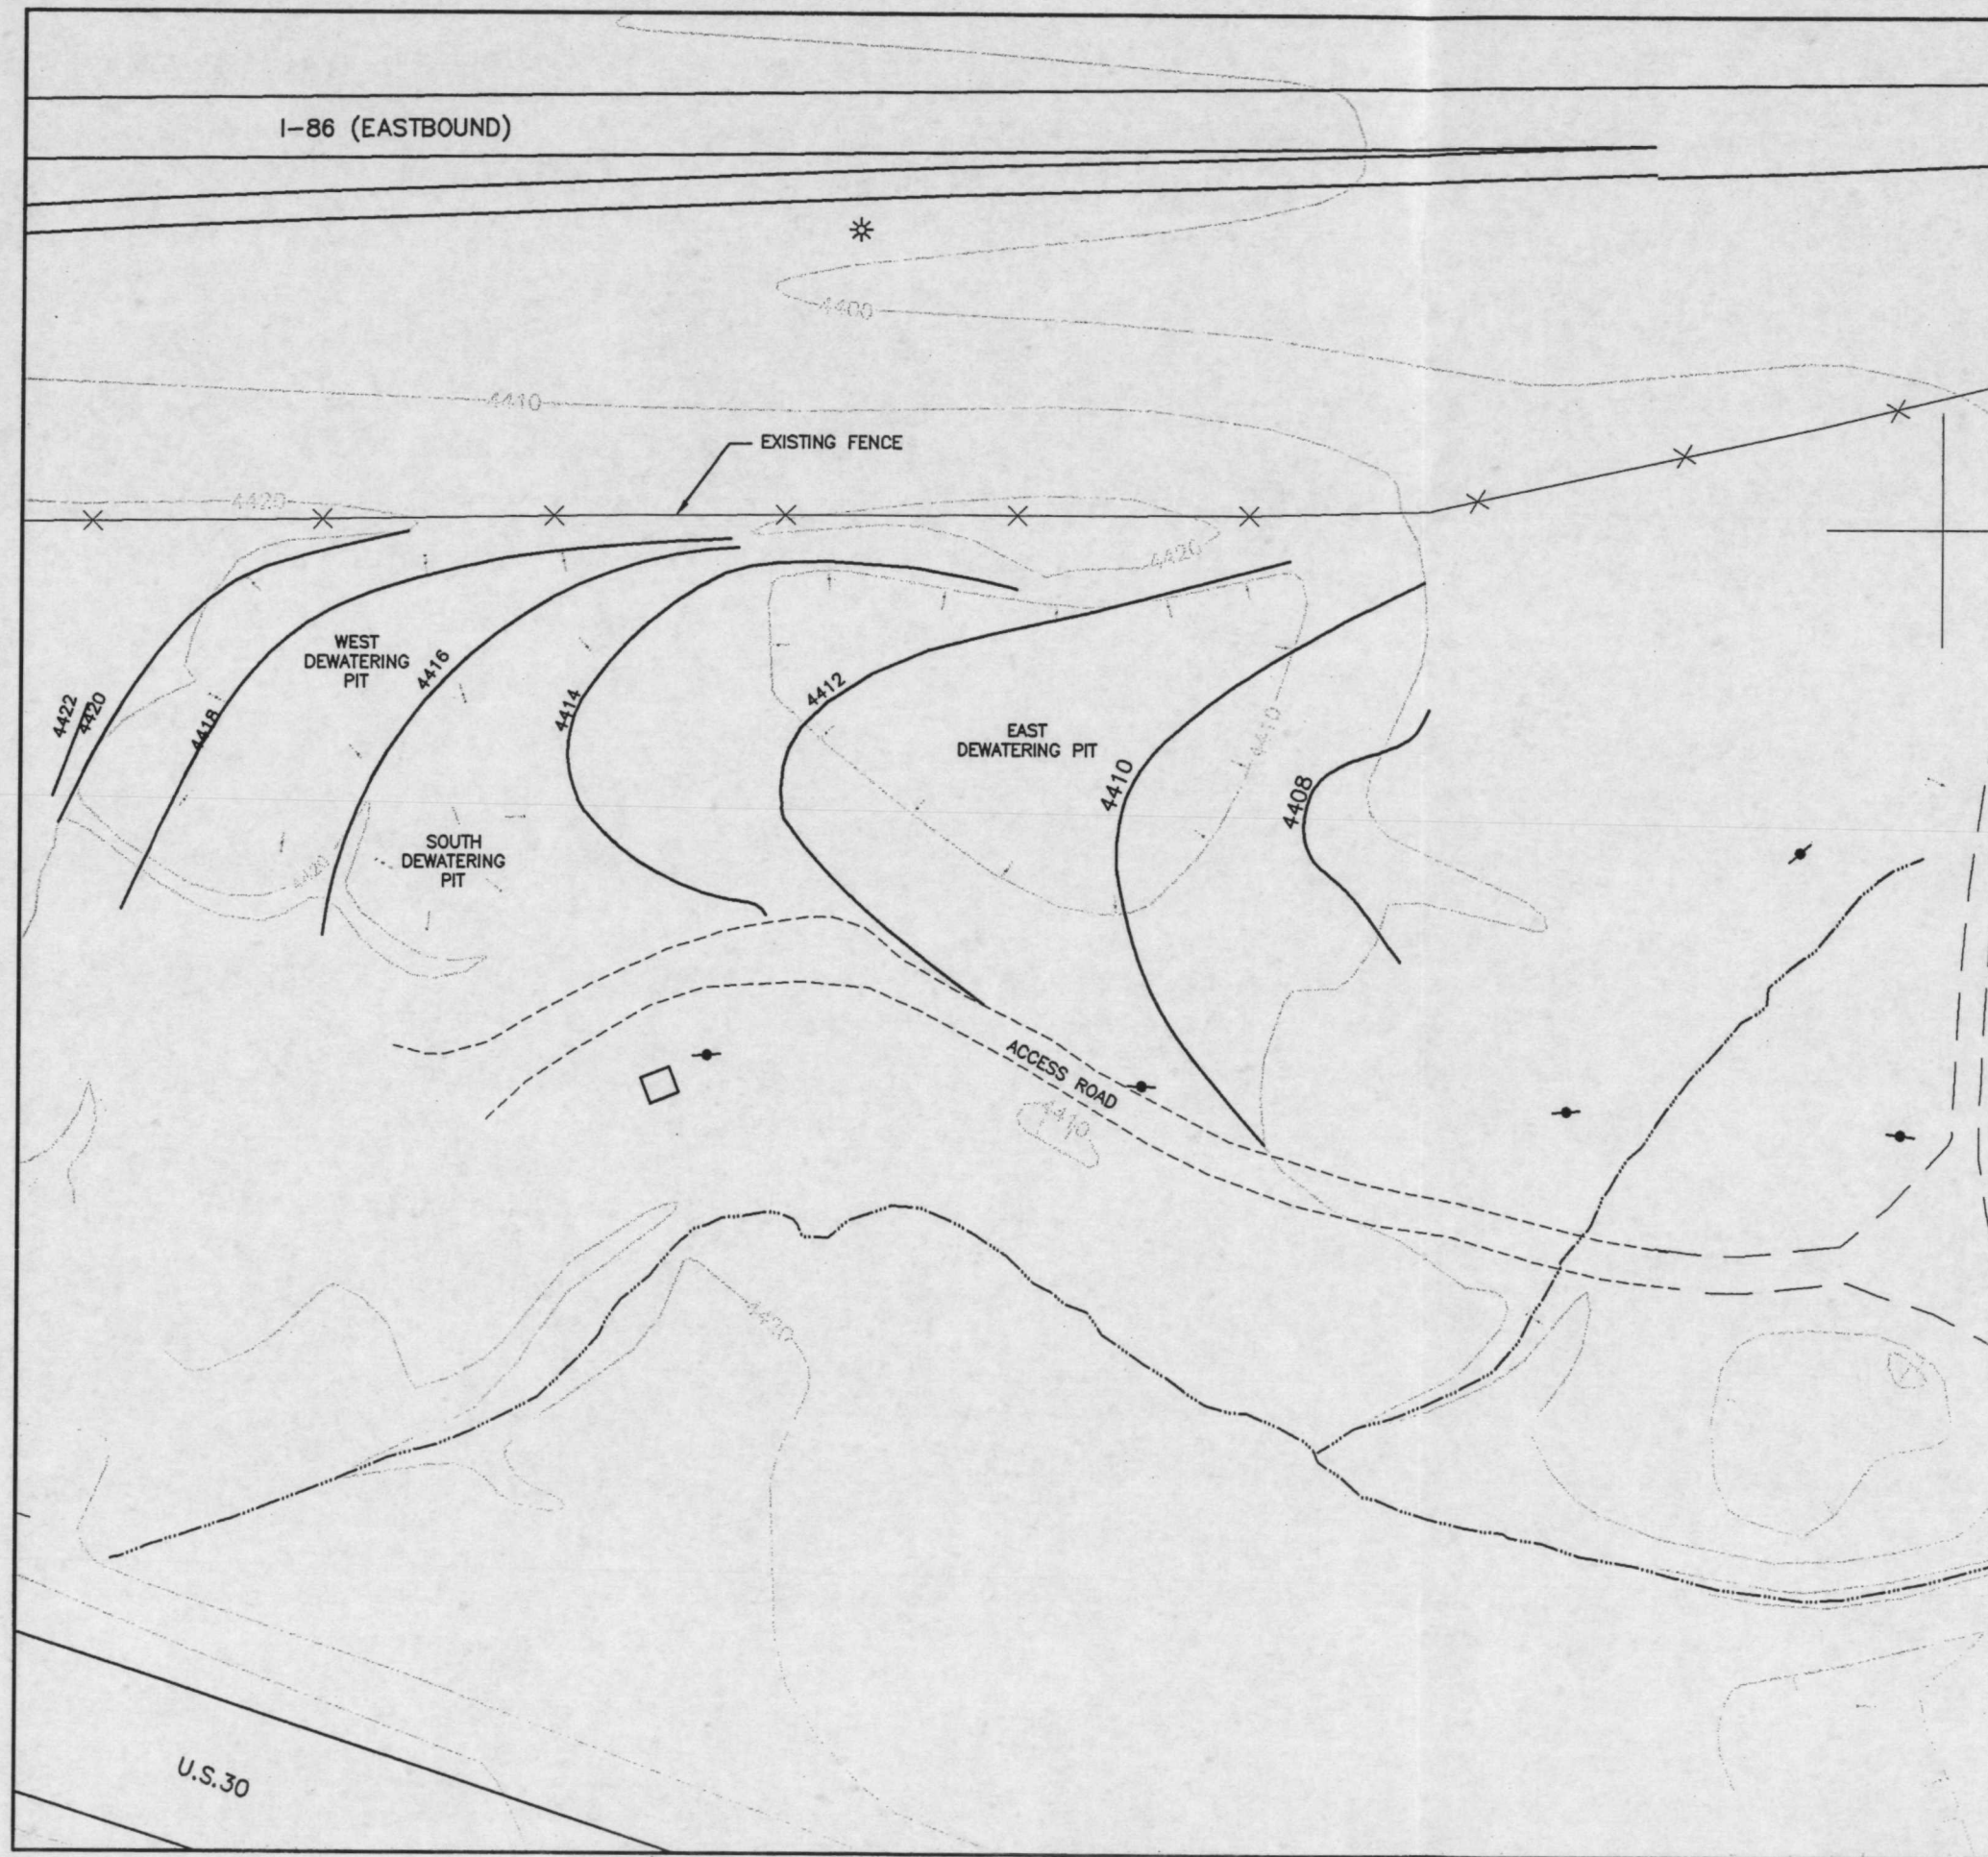 I-86 (EASTBOUND)
4400
4410
EXISTING FENCE
4420
4420
WEST
DEWATERING
PIT
4416
4422
4420
4418
4414
4412
EAST
DEWATERING PIT
4410
4410
4408
SOUTH
DEWATERING
PIT
4420
ACCESS ROAD
4410
4420
U.S.30